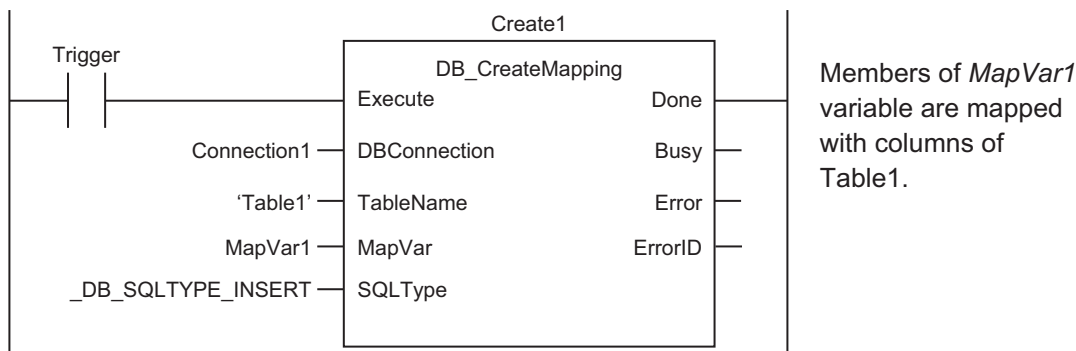 Create1
Trigger
DB_CreateMapping
Execute Done
Connection1 DBConnection Busy
‘Table1’ TableName Error
MapVar1 MapVar ErrorID
_DB_SQLTYPE_INSERT SQLType
Members of MapVar1
variable are mapped
with columns of
Table1.